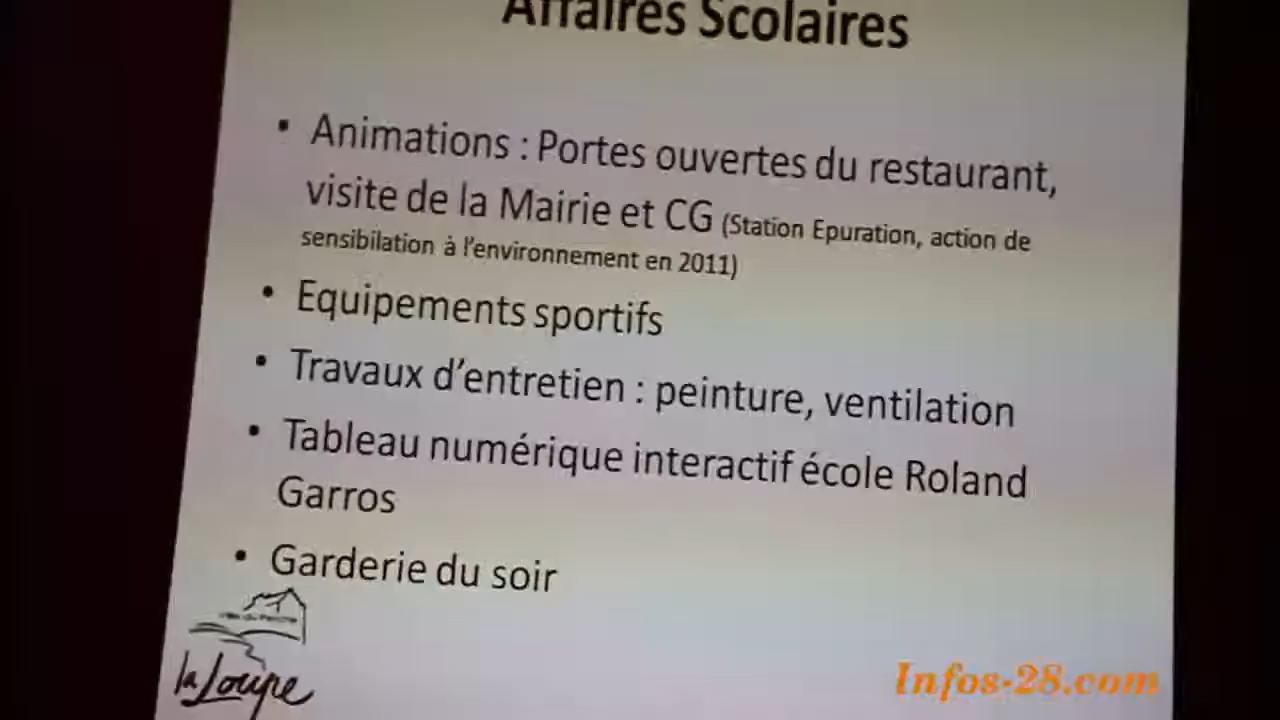 Affaires Scolaires
• Animations : Portes ouvertes du restaurant,
visite de la Mairie et CG (Station Epuration, action de
sensibilation à l'environnement en 2011)
• Equipements sportifs
• Travaux d'entretien : peinture, ventilation
• Tableau numérique interactif école Roland
Garros
• Garderie du soir
la Loupe
Infos-28.com